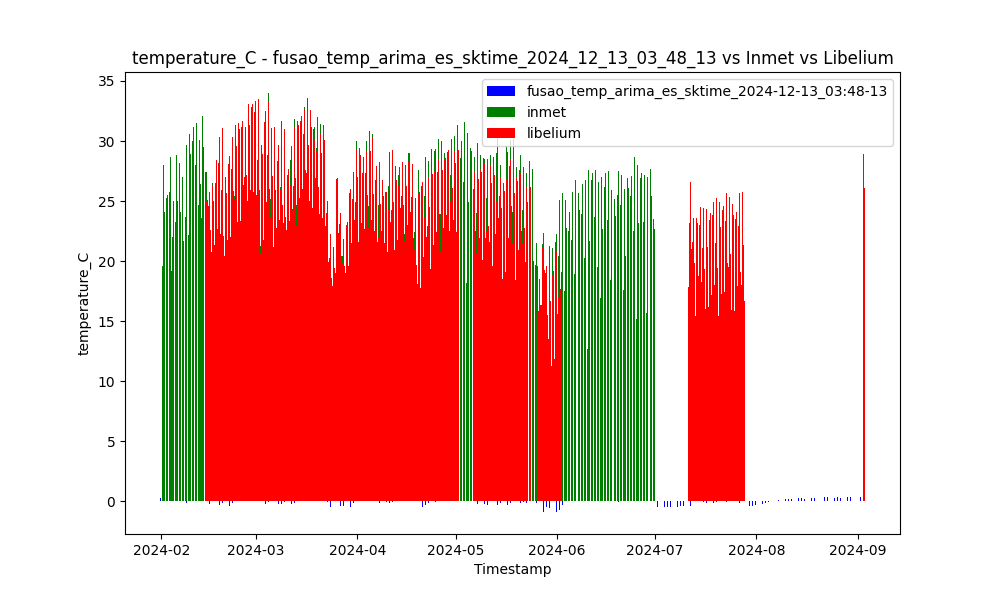 temperature_C - fusao_temp_arima_es_sktime_2024_12_13_03_48_13 vs Inmet vs Libelium
fusao_temp_arima_es_sktime_2024-12-13_03:48-13
inmet
libelium
temperature_C
35
30
25
20
15
10
5
0
2024-02 2024-03 2024-04 2024-05 2024-06 2024-07 2024-08 2024-09
Timestamp